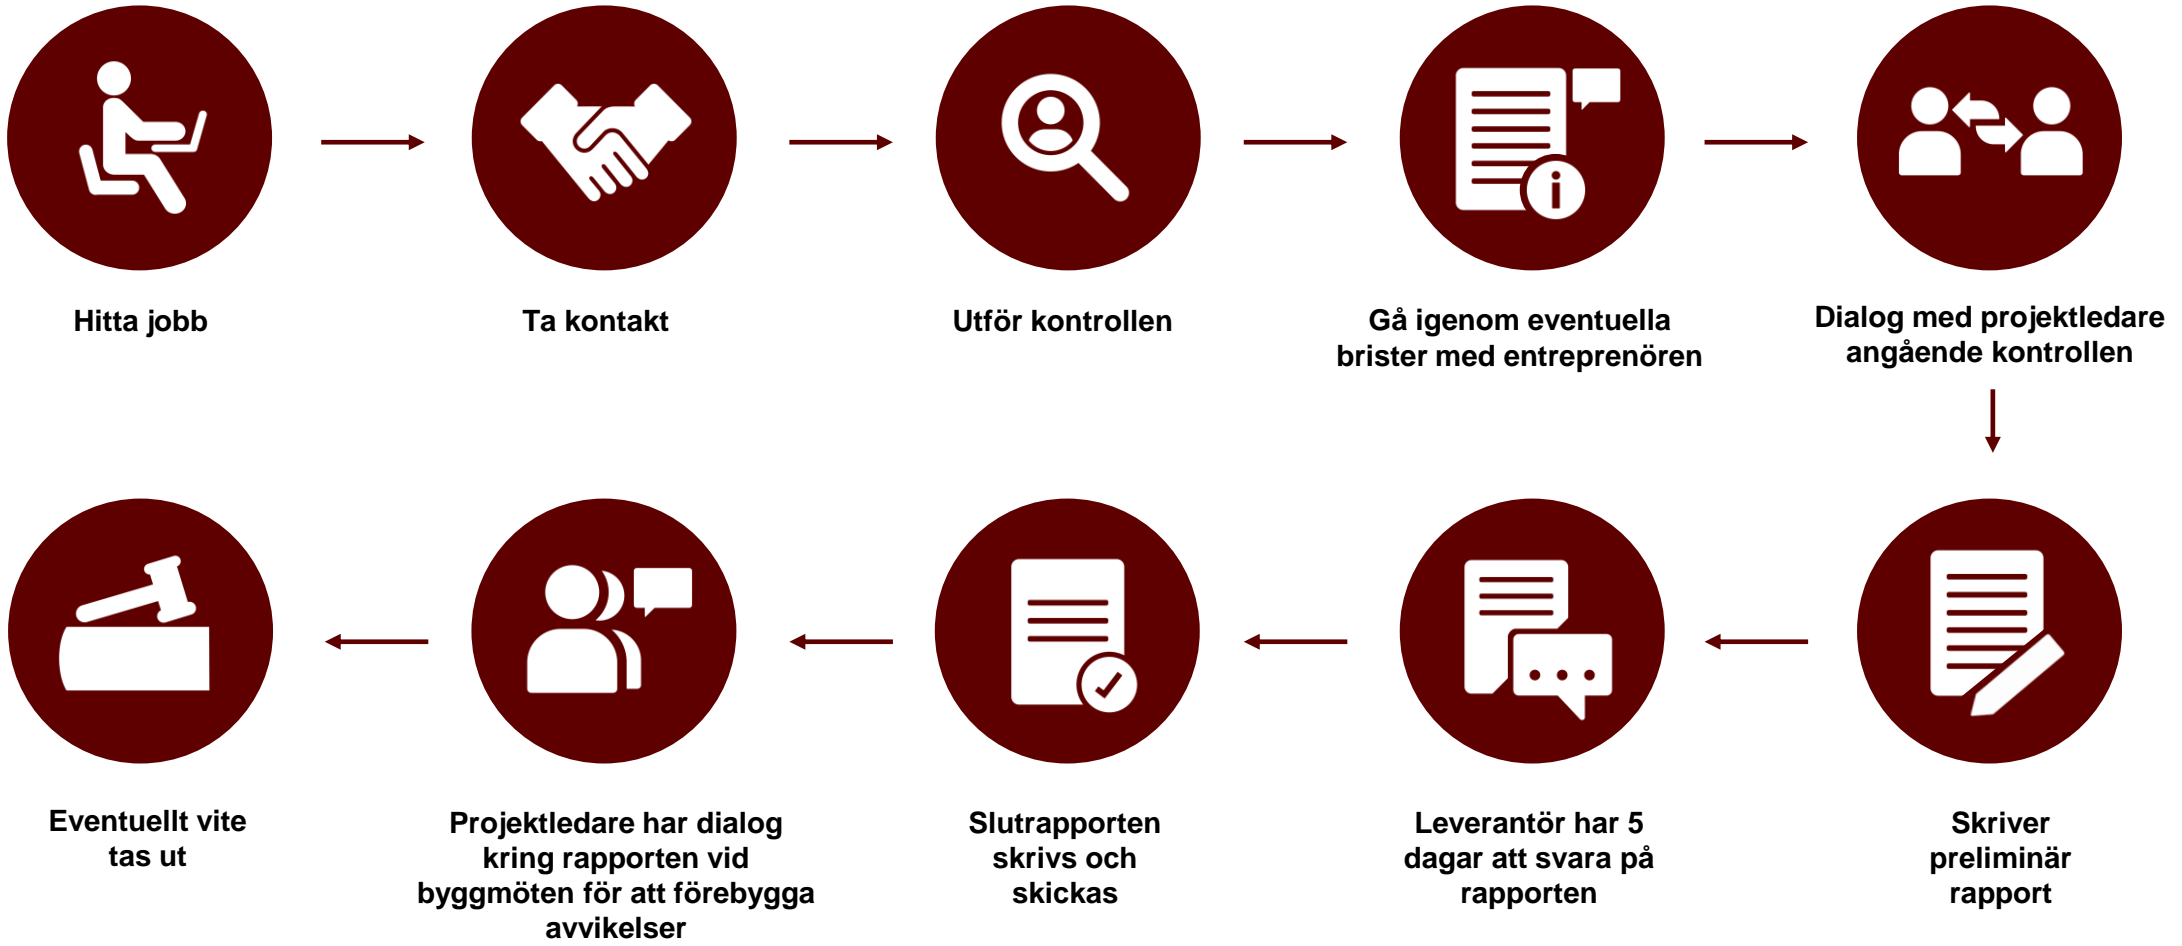 Hitta jobb
Ta kontakt
Utför kontrollen
Gå igenom eventuella
brister med entreprenören
Dialog med projektledare
angående kontrollen
Skriver
preliminär
rapport
Leverantör har 5
dagar att svara på
rapporten
Slutrapporten
skrivs och
skickas
Projektledare har dialog
kring rapporten vid
byggmöten för att förebygga
avvikelser
Eventuellt vite
tas ut